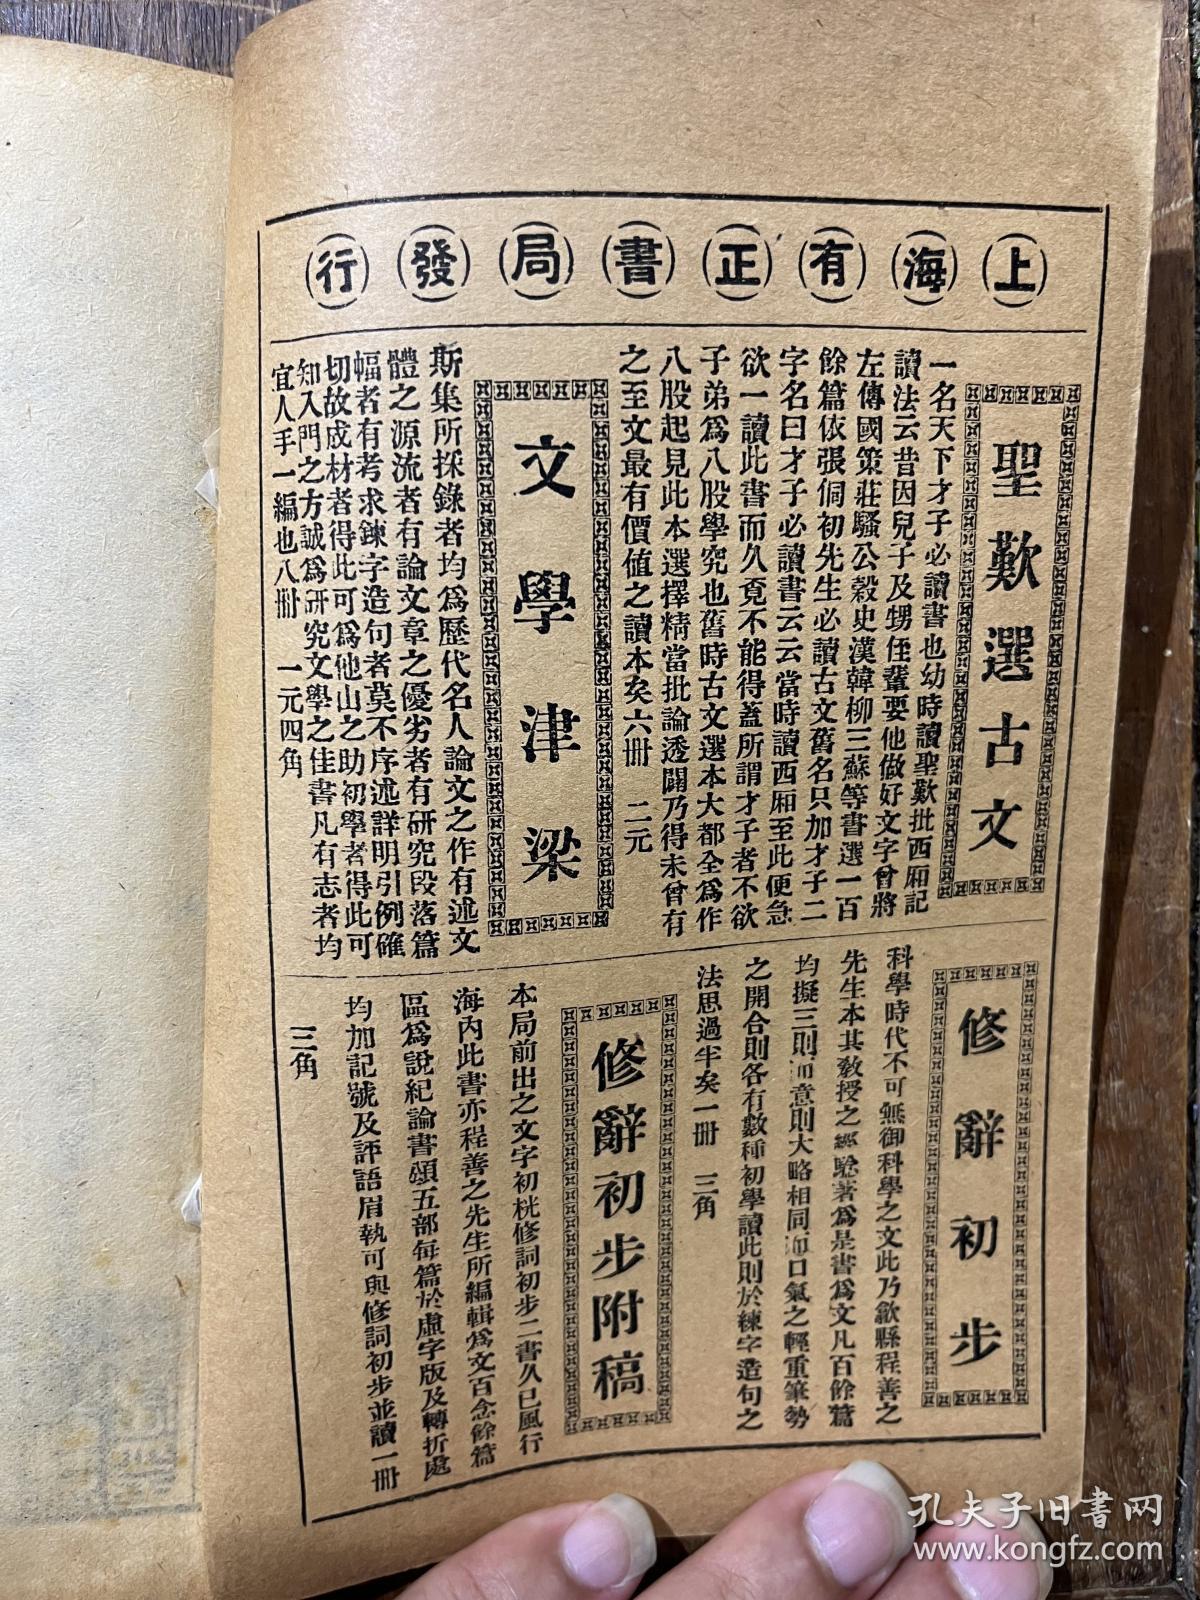 上海有正書局發行
聖歎選古文
一名天下才子必讀書也幼時讀聖歎批西廂記
讀法云昔因兒子及甥侄輩要他做好文字曾將
左傳國策莊騷公穀史漢韓柳三蘇等書選一百
餘篇依張侗初先生必讀古文舊名只加才子二
字名曰才子必讀書云云當時讀西厢至此便急
欲一讀此書而久竟不能得蓋所謂才子者不欲
子弟爲八股學究也舊時古文選本大都全爲作
八股起見此本選擇精當批論透闢乃得未曾有
之至文最有價値之讀本矣六冊 二元
文學津梁
斯集所採錄者均爲歷代名人論文之作有述文
體之源流者有論文章之優劣者有研究段落篇
幅者有考求鍊字造句者莫不序述詳明引例確
切故成材者得此可爲他山之助初學者得此可
知入門之方誠爲研究文學之佳書凡有志者均
宜人手一編也八冊 一元四角
修辭初步
科學時代不可無御科學之文此乃歙縣程善之
先生本其敎授之經驗著爲是書爲文凡百餘篇
均擬三則而意則大略相同而口氣之輕重筆勢
之開合則各有數種初學讀此則於練字造句之
法思過半矣一冊 三角
修辭初步附稿
本局前出之文字初桄修詞初步二書久已風行
海內此書亦程善之先生所編輯爲文百念餘篇
區爲說紀論書頌五部每篇於虛字版及轉折處
均加記號及評語眉執可與修詞初步並讀一冊
三角
孔夫子旧书网
www.kongfz.com